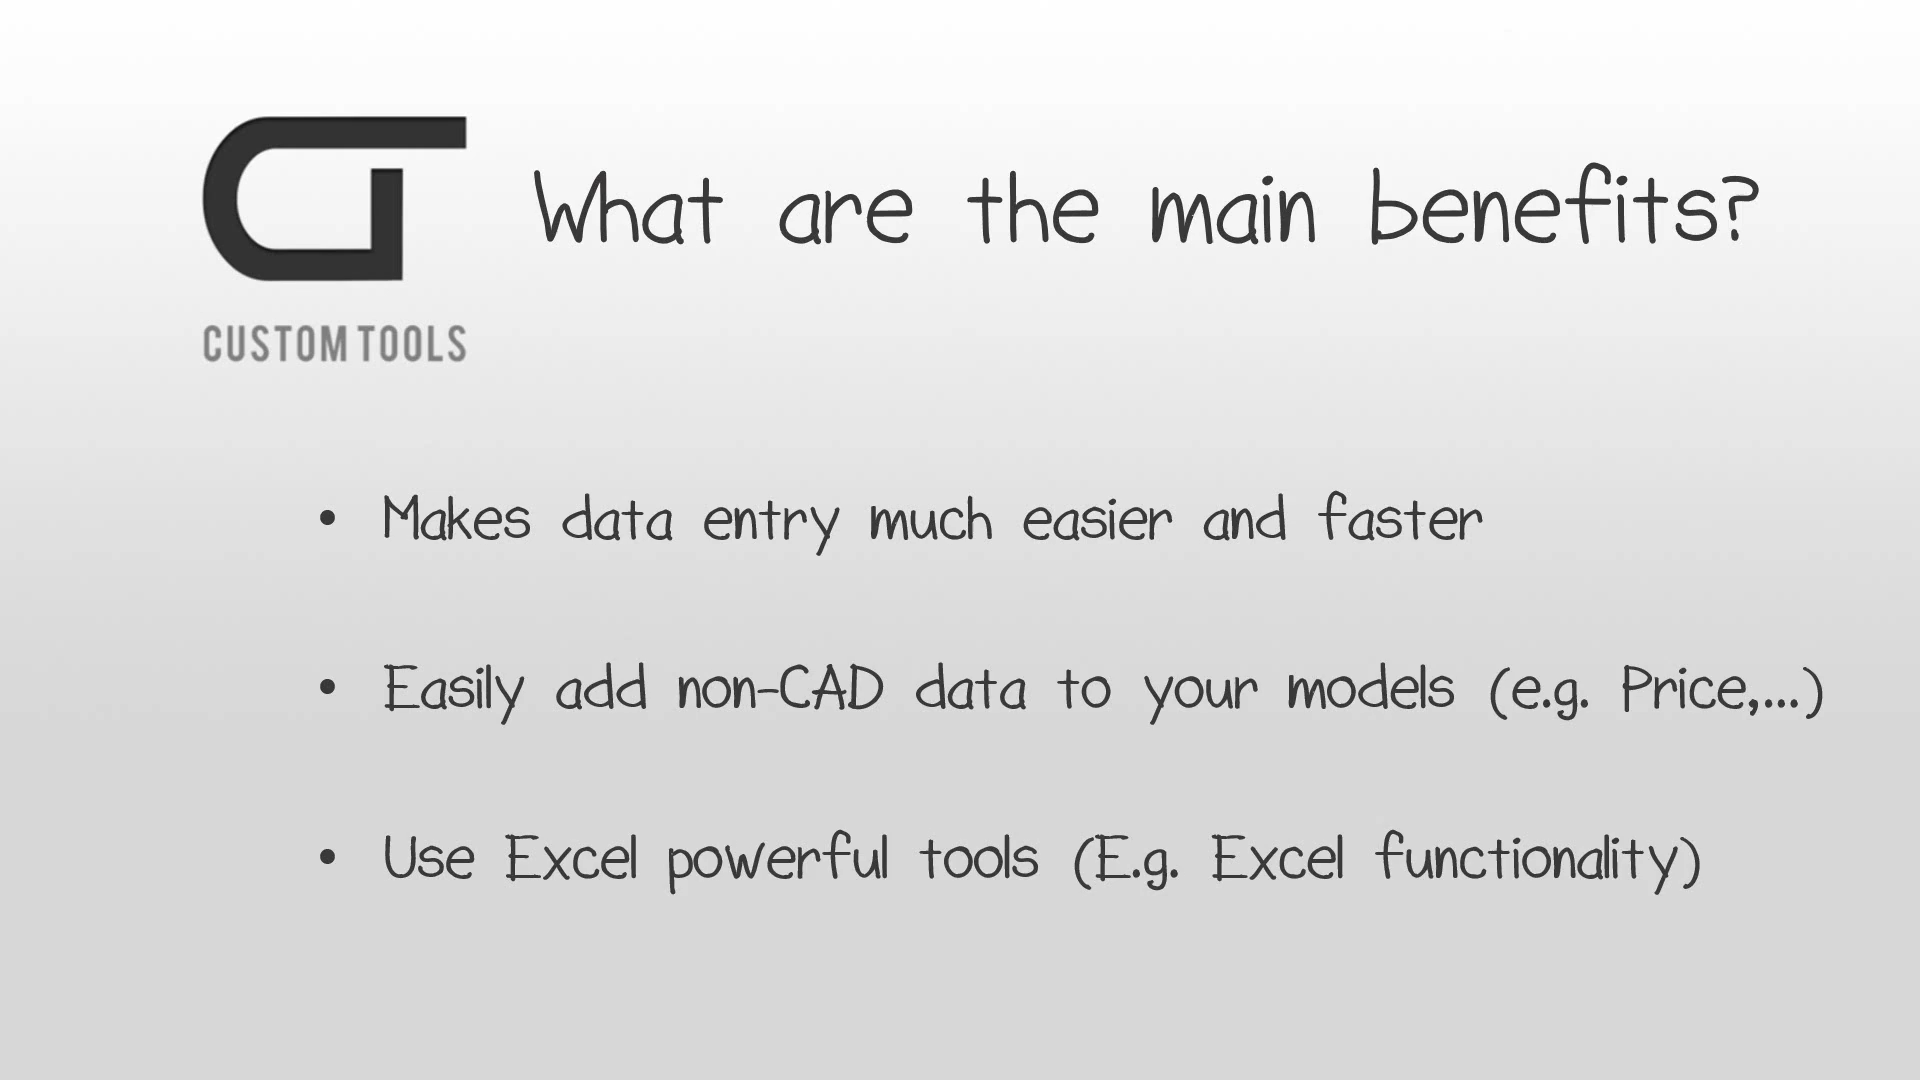 What are the main benefits?
CUSTOM TOOLS
• Makes data entry much easier and faster
• Easily add non-CAD data to your models (e.g. Price,...)
• Use Excel powerful tools (E.g. Excel functionality)